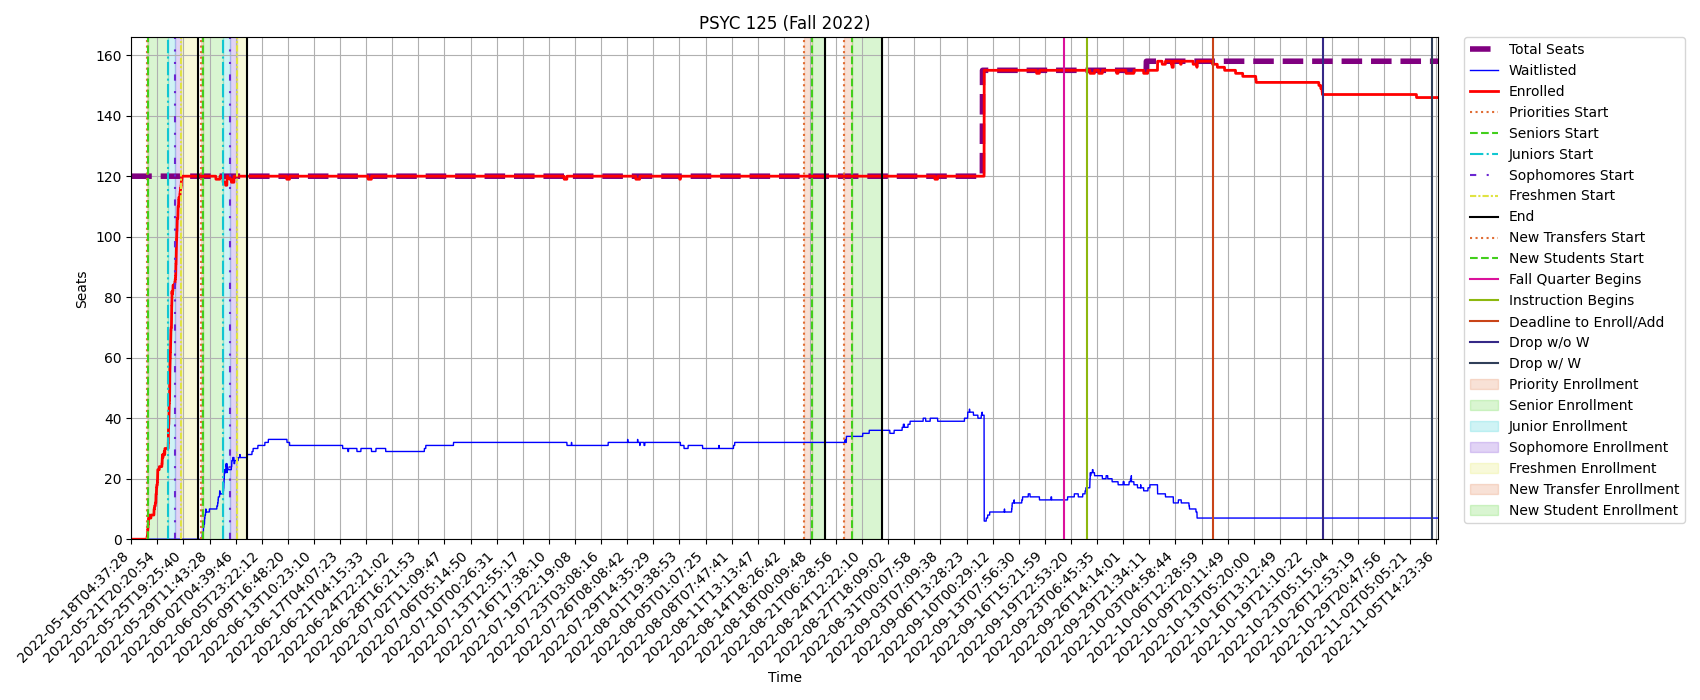 PSYC 125 (Fall 2022)
Seats
160
140
120
100
80
60
40
20
0
2022-05-18T04:37:28
2022-05-21T20:20:54
2022-05-25T19:25:40
2022-05-29T11:43:28
2022-06-02T04:39:46
2022-06-05T23:22:12
2022-06-09T16:48:20
2022-06-13T10:23:10
2022-06-17T04:07:23
2022-06-21T04:15:33
2022-06-24T22:21:02
2022-06-28T16:21:53
2022-07-02T11:09:47
2022-07-06T05:14:50
2022-07-10T00:26:31
2022-07-13T12:55:17
2022-07-16T17:38:10
2022-07-19T22:19:08
2022-07-23T03:08:16
2022-07-26T08:08:42
2022-07-29T14:35:29
2022-08-01T19:38:53
2022-08-05T01:07:25
2022-08-08T07:47:41
2022-08-11T13:13:47
2022-08-14T18:26:42
2022-08-18T00:09:48
2022-08-21T06:28:56
2022-08-24T12:22:10
2022-08-27T18:09:02
2022-08-31T00:07:58
2022-09-03T07:09:38
2022-09-06T13:28:23
2022-09-10T00:29:12
2022-09-13T07:56:30
2022-09-16T15:21:59
2022-09-19T22:53:20
2022-09-23T06:45:35
2022-09-26T14:14:01
2022-09-29T21:34:11
2022-10-03T04:58:44
2022-10-06T12:28:59
2022-10-09T20:11:49
2022-10-13T05:20:00
2022-10-16T13:12:49
2022-10-19T21:10:22
2022-10-23T05:15:04
2022-10-26T12:53:19
2022-10-29T20:47:56
2022-11-02T05:05:21
2022-11-05T14:23:36
Time
Total Seats
Waitlisted
Enrolled
Priorities Start
Seniors Start
Juniors Start
Sophomores Start
Freshmen Start
End
New Transfers Start
New Students Start
Fall Quarter Begins
Instruction Begins
Deadline to Enroll/Add
Drop w/o W
Drop w/ W
Priority Enrollment
Senior Enrollment
Junior Enrollment
Sophomore Enrollment
Freshmen Enrollment
New Transfer Enrollment
New Student Enrollment